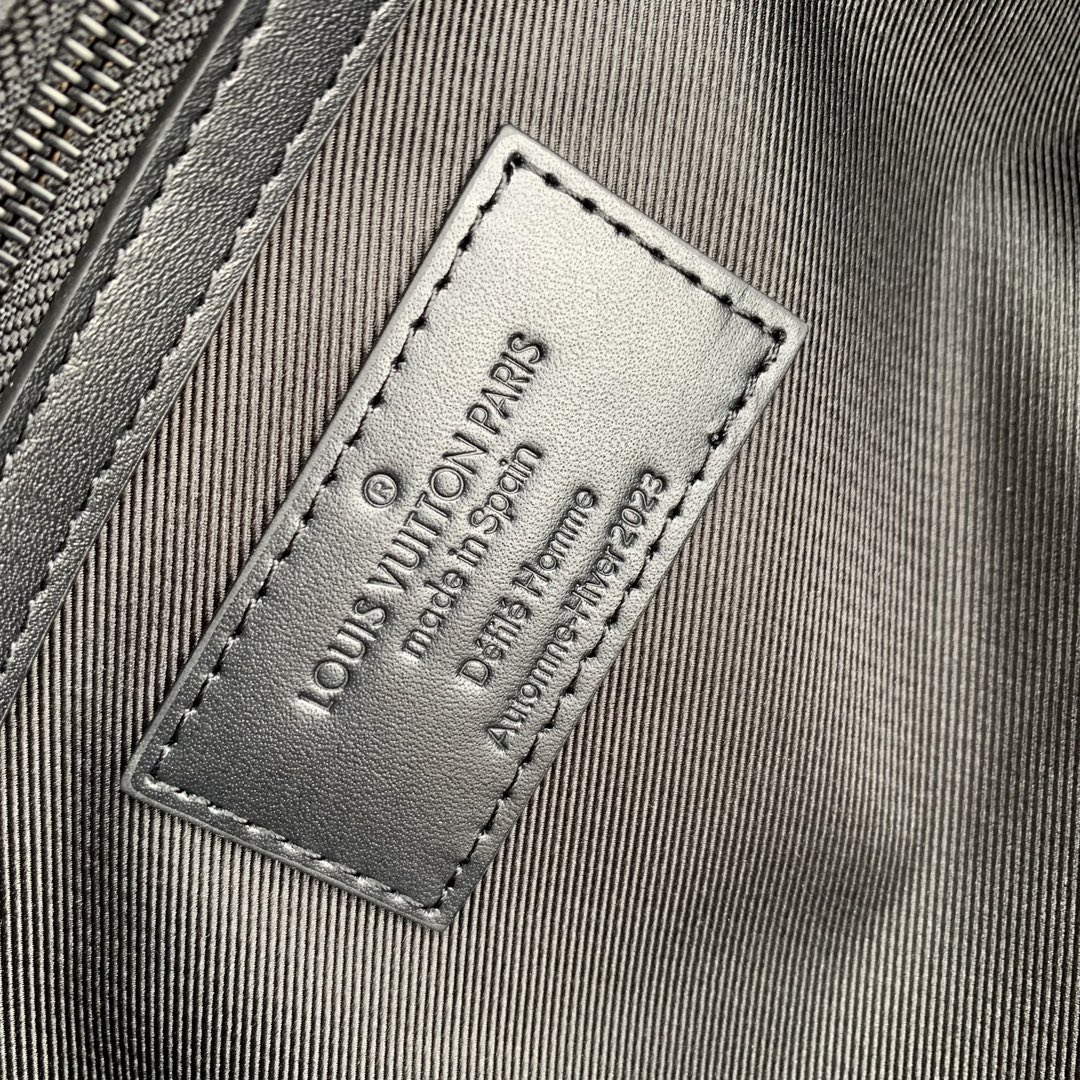 ®
LOUIS VUITTON PARIS
made in Spain
Défilé Homme
Automne-Hiver 2023